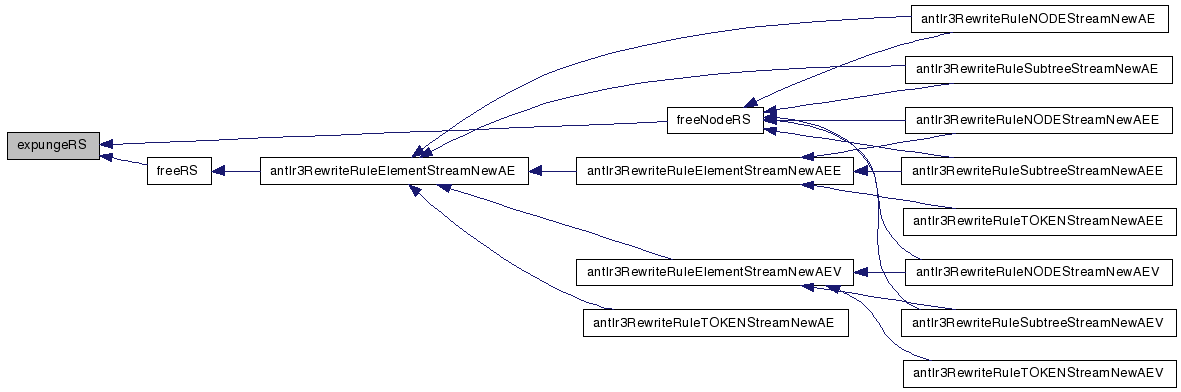 antlr3RewriteRuleNODEStreamNewAE
antlr3RewriteRuleSubtreeStreamNewAE
freeNodeRS
antlr3RewriteRuleNODEStreamNewAEE
expungeRS
freeRS
antlr3RewriteRuleElementStreamNewAE
antlr3RewriteRuleElementStreamNewAEE
antlr3RewriteRuleSubtreeStreamNewAEE
antlr3RewriteRuleTOKENStreamNewAEE
antlr3RewriteRuleElementStreamNewAEV
antlr3RewriteRuleNODEStreamNewAEV
antlr3RewriteRuleTOKENStreamNewAE
antlr3RewriteRuleSubtreeStreamNewAEV
antlr3RewriteRuleTOKENStreamNewAEV